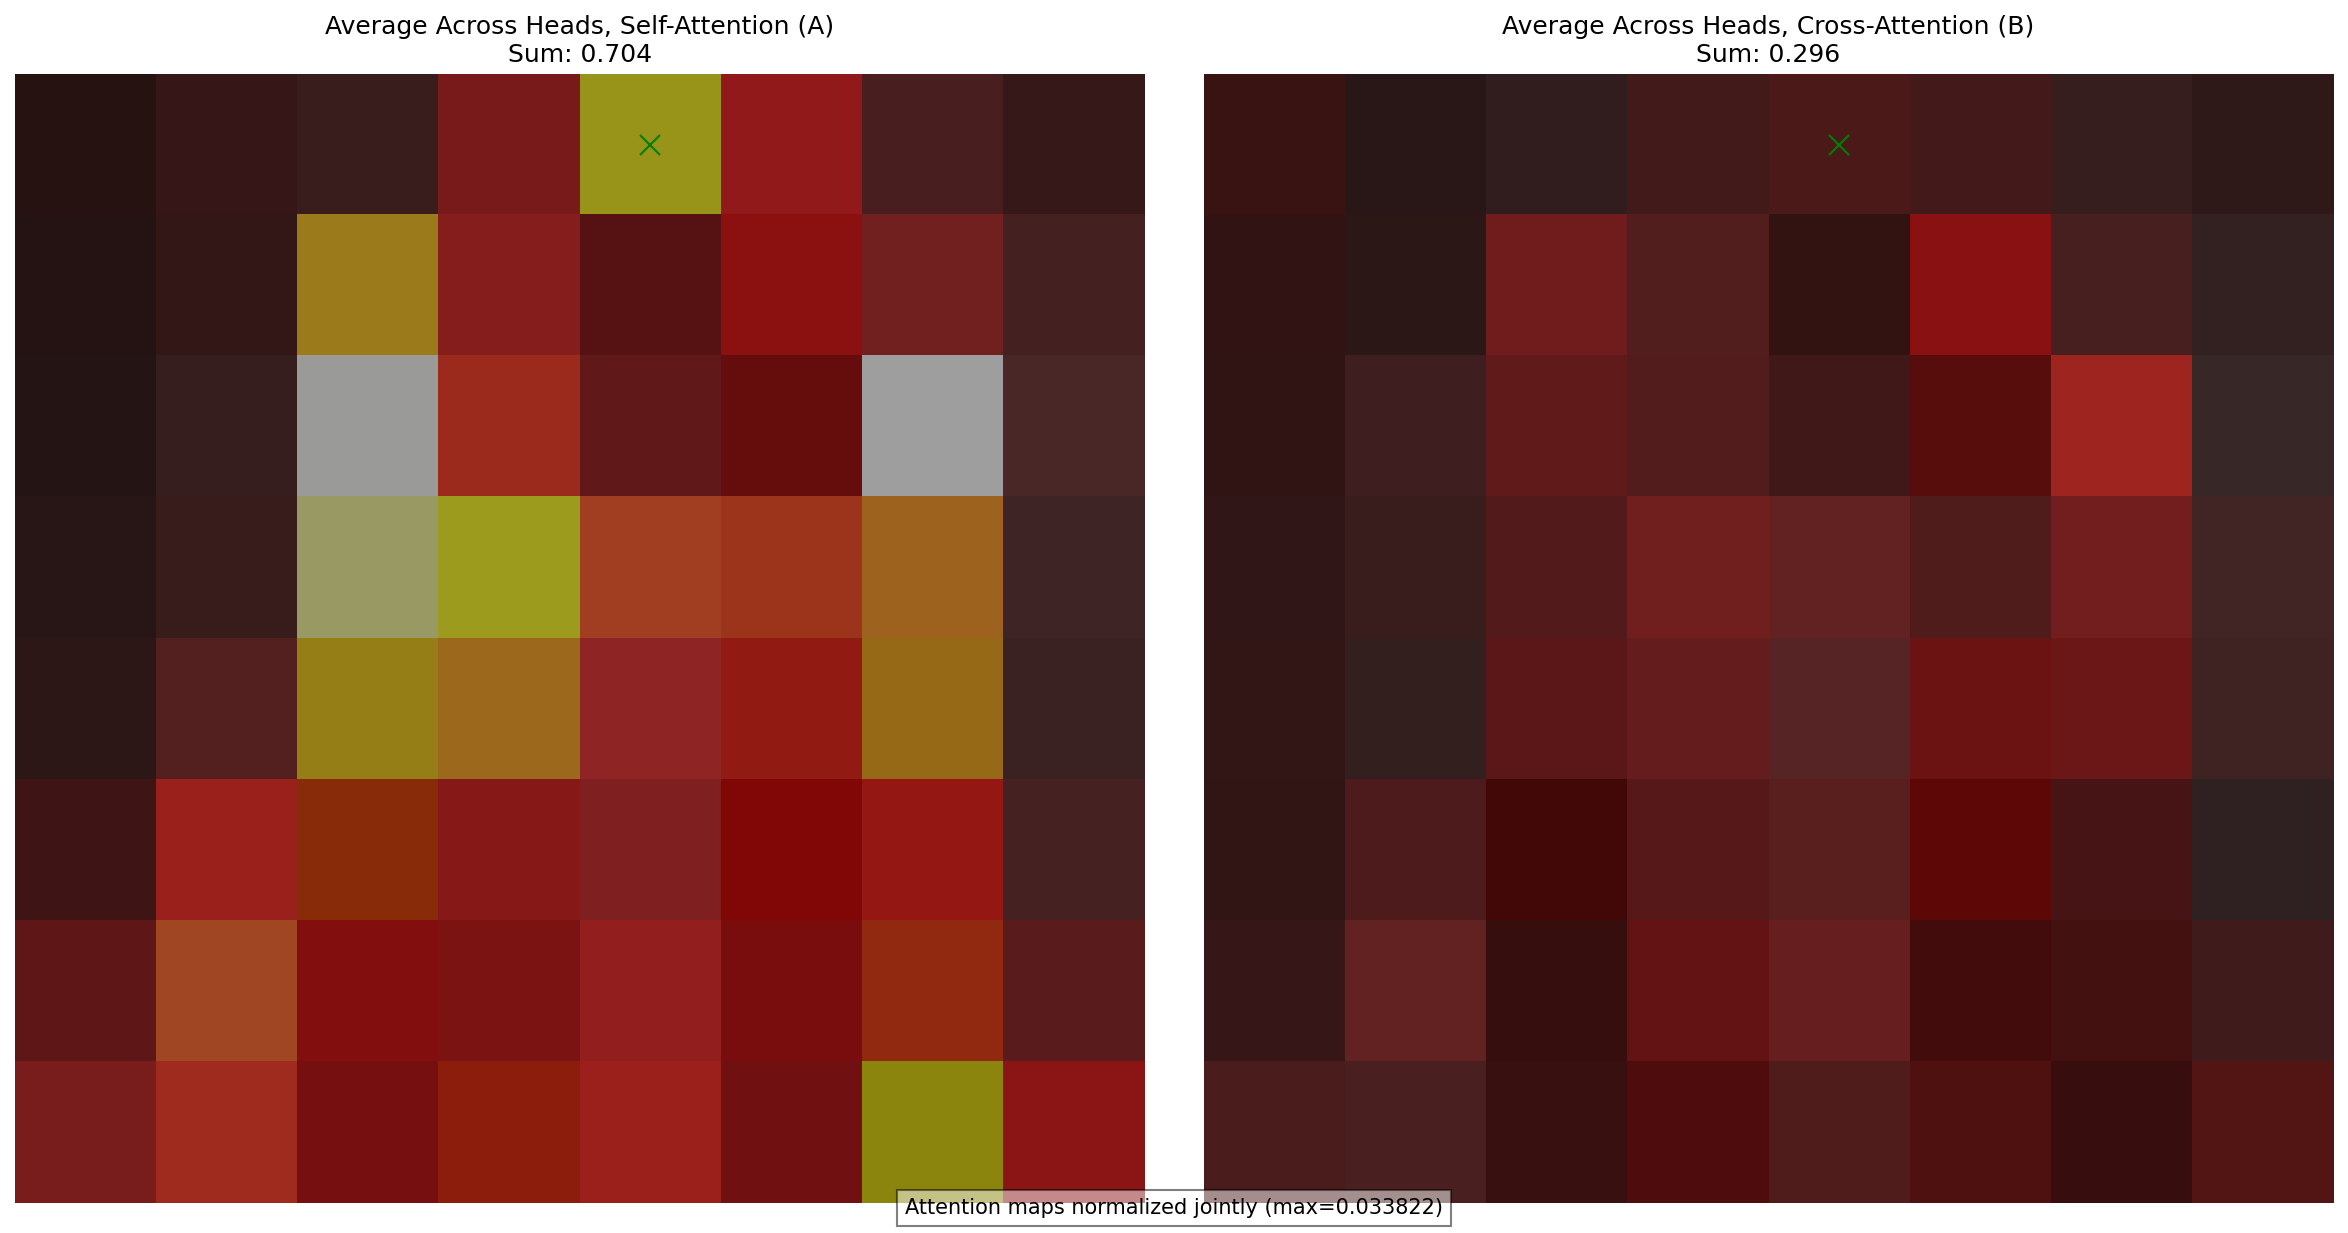 Average Across Heads, Self-Attention (A)
Sum: 0.704
Average Across Heads, Cross-Attention (B)
Sum: 0.296
Attention maps normalized jointly (max=0.033822)